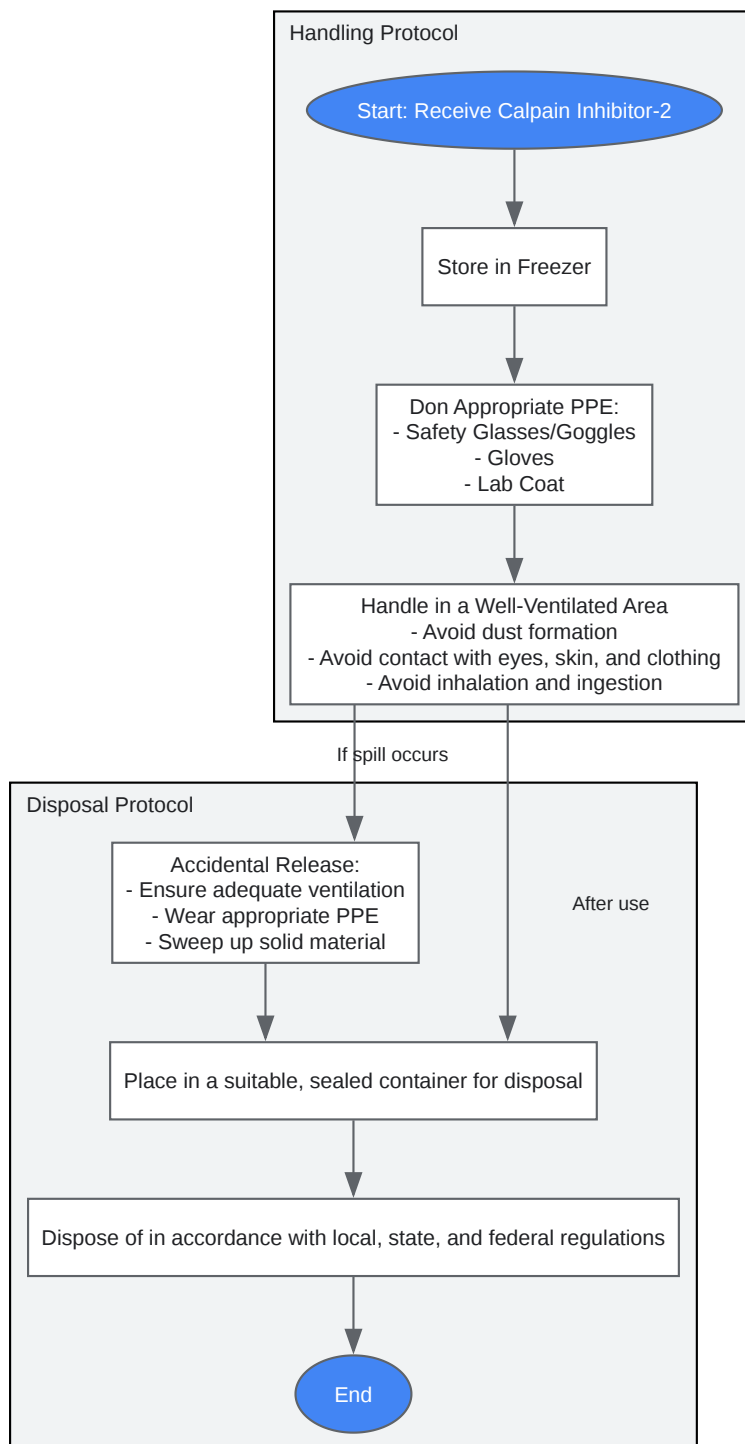 Handling Protocol
Start: Receive Calpain Inhibitor-2
Store in Freezer
Don Appropriate PPE:
- Safety Glasses/Goggles
- Gloves
- Lab Coat
Handle in a Well-Ventilated Area
- Avoid dust formation
- Avoid contact with eyes, skin, and clothing
- Avoid inhalation and ingestion
If spill occurs
Disposal Protocol
Accidental Release:
- Ensure adequate ventilation
- Wear appropriate PPE
- Sweep up solid material
After use
Place in a suitable, sealed container for disposal
Dispose of in accordance with local, state, and federal regulations
End